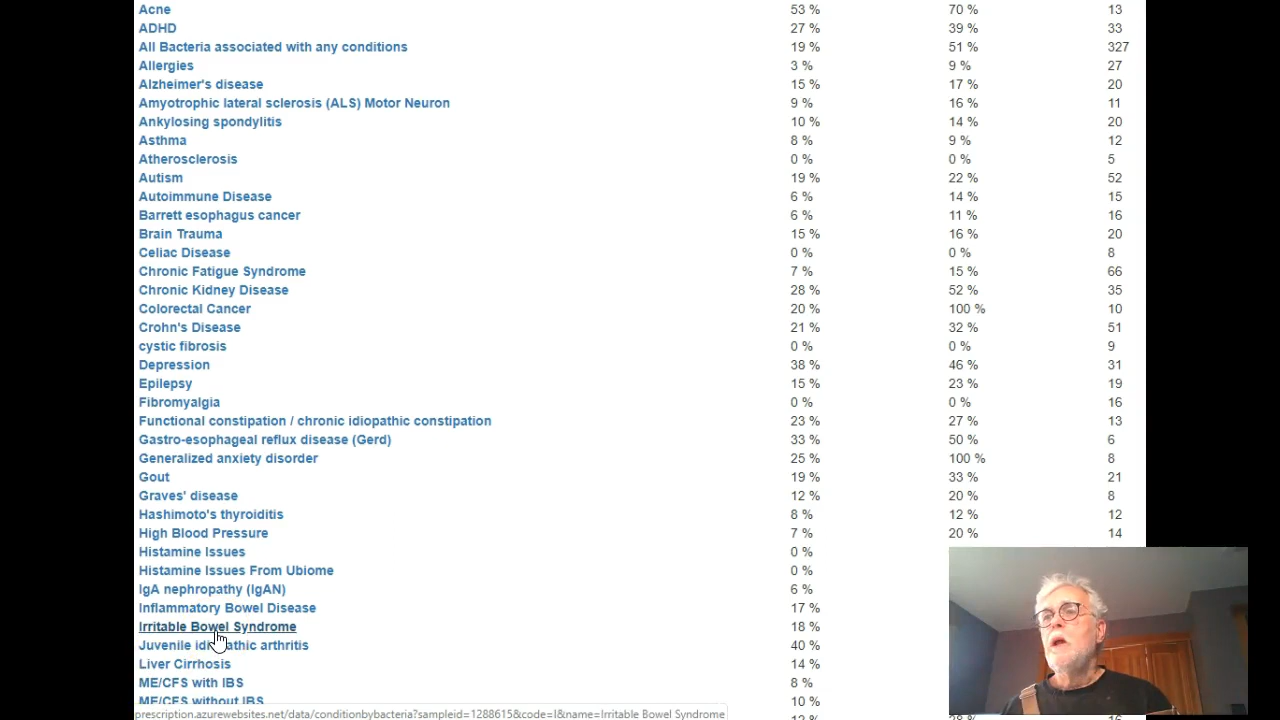 Acne 53 % 70 % 13
ADHD 27 % 39 % 33
All Bacteria associated with any conditions 19 % 51 % 327
Allergies 3 % 9 % 27
Alzheimer's disease 15 % 17 % 20
Amyotrophic lateral sclerosis (ALS) Motor Neuron 9 % 16 % 11
Ankylosing spondylitis 10 % 14 % 20
Asthma 8 % 9 % 12
Atherosclerosis 0 % 0 % 5
Autism 19 % 22 % 52
Autoimmune Disease 6 % 14 % 15
Barrett esophagus cancer 6 % 11 % 16
Brain Trauma 15 % 16 % 20
Celiac Disease 0 % 0 % 8
Chronic Fatigue Syndrome 7 % 15 % 66
Chronic Kidney Disease 28 % 52 % 35
Colorectal Cancer 20 % 100 % 10
Crohn's Disease 21 % 32 % 51
cystic fibrosis 0 % 0 % 9
Depression 38 % 46 % 31
Epilepsy 15 % 23 % 19
Fibromyalgia 0 % 0 % 16
Functional constipation / chronic idiopathic constipation 23 % 27 % 13
Gastro-esophageal reflux disease (Gerd) 33 % 50 % 6
Generalized anxiety disorder 25 % 100 % 8
Gout 19 % 33 % 21
Graves' disease 12 % 20 % 8
Hashimoto's thyroiditis 8 % 12 % 12
High Blood Pressure 7 % 20 % 14
Histamine Issues 0 %
Histamine Issues From Ubiome 0 %
IgA nephropathy (IgAN) 6 %
Inflammatory Bowel Disease 17 %
Irritable Bowel Syndrome 18 %
Juvenile idiopathic arthritis 40 %
Liver Cirrhosis 14 %
ME/CFS with IBS 8 %
ME/CFS without IBS 10 %
prescription.azurewebsites.net/data/conditionbybacteria?sampleid=1288615&code=I&name=Irritable Bowel Syndrome